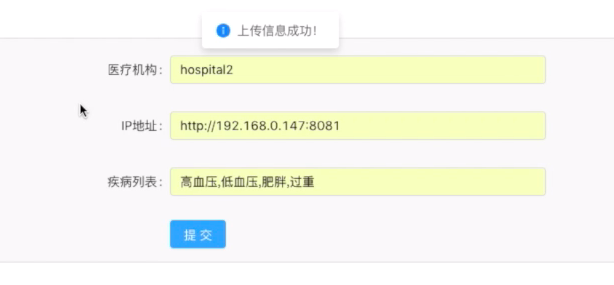 上传信息成功!
医疗机构: hospital2
IP地址: http://192.168.0.147:8081
疾病列表: 高血压,低血压,肥胖,过重
提 交